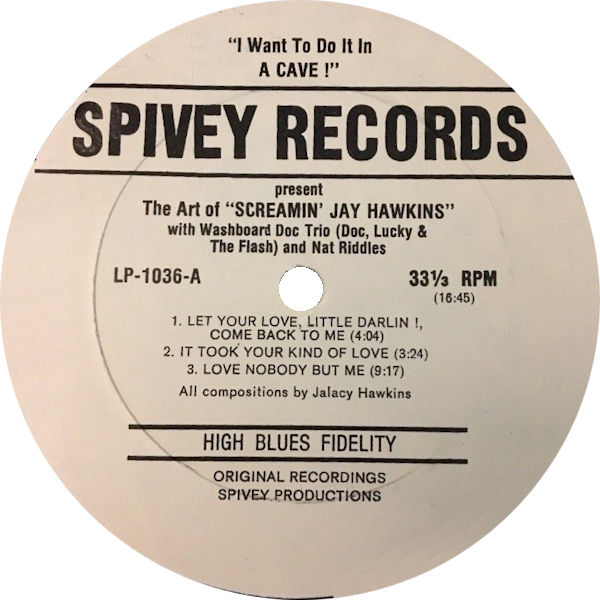 "I Want To Do It In
A CAVE !"
SPIVEY RECORDS
present
The Art of "SCREAMIN' JAY HAWKINS"
with Washboard Doc Trio (Doc, Lucky &
The Flash) and Nat Riddles
LP-1036-A
33⅓ RPM
(16:45)
1. LET YOUR LOVE, LITTLE DARLIN !,
COME BACK TO ME (4:04)
2. IT TOOK YOUR KIND OF LOVE (3:24)
3. LOVE NOBODY BUT ME (9:17)
All compositions by Jalacy Hawkins
HIGH BLUES FIDELITY
ORIGINAL RECORDINGS
SPIVEY PRODUCTIONS